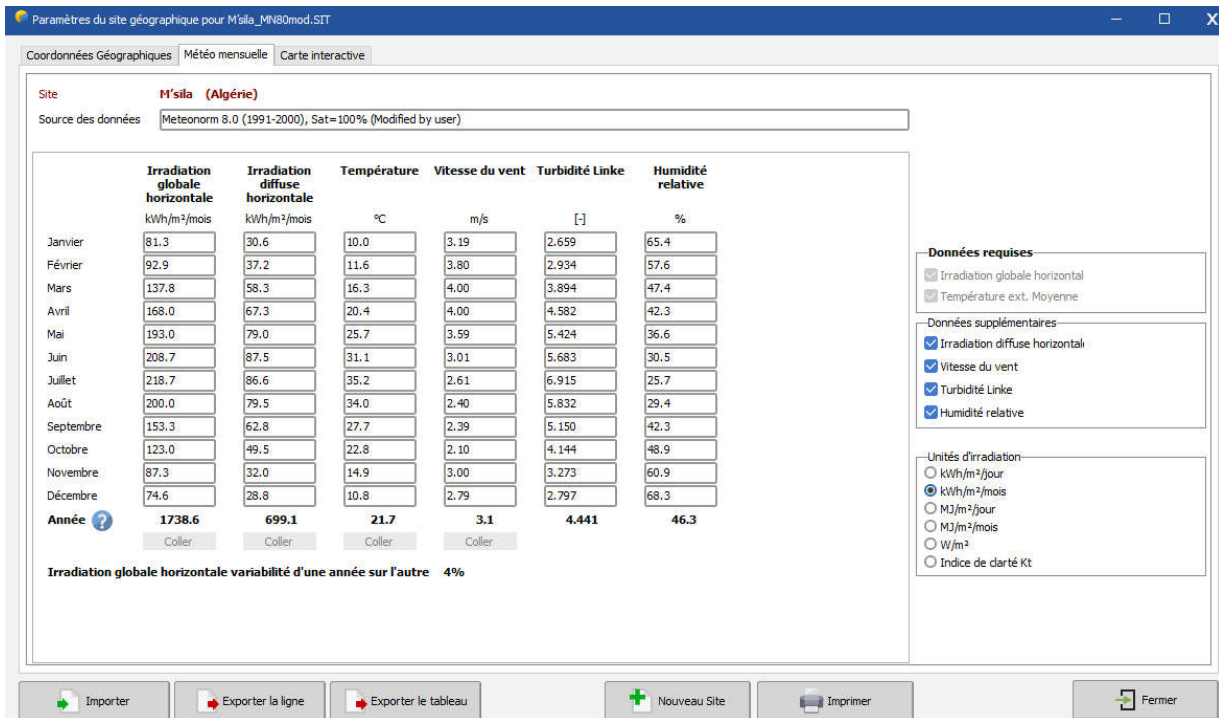 Paramètres du site géographique pour M'sila_MN80mod.SIT
Coordonnées Géographiques Météo mensuelle Carte interactive
Site M'sila (Algérie)
Source des données Meteonorm 8.0 (1991-2000), Sat=100% (Modified by user)
Irradiation globale horizontale Irradiation diffuse horizontale Température Vitesse du vent Turbidité Linke Humidité relative
kWh/m²/mois kWh/m²/mois °C m/s [-] %
Janvier 81.3 30.6 10.0 3.19 2.659 65.4
Février 92.9 37.2 11.6 3.80 2.934 57.6
Mars 137.8 58.3 16.3 4.00 3.894 47.4
Avril 168.0 67.3 20.4 4.00 4.582 42.3
Mai 193.0 79.0 25.7 3.59 5.424 36.6
Juin 208.7 87.5 31.1 3.01 5.683 30.5
Juillet 218.7 86.6 35.2 2.61 6.915 25.7
Août 200.0 79.5 34.0 2.40 5.832 29.4
Septembre 153.3 62.8 27.7 2.39 5.150 42.3
Octobre 123.0 49.5 22.8 2.10 4.144 48.9
Novembre 87.3 32.0 14.9 3.00 3.273 60.9
Décembre 74.6 28.8 10.8 2.79 2.797 68.3
Année ? 1738.6 699.1 21.7 3.1 4.441 46.3
Coller Coller Coller Coller
Irradiation globale horizontale variabilité d'une année sur l'autre 4%
Données requises
Irradiation globale horizontal
Température ext. Moyenne
Données supplémentaires
Irradiation diffuse horizontale
Vitesse du vent
Turbidité Linke
Humidité relative
Unités d'irradiation
kWh/m²/jour
kWh/m²/mois
MJ/m²/jour
MJ/m²/mois
W/m²
Indice de clarté Kt
Importer Exporter la ligne Exporter le tableau Nouveau Site Imprimer Fermer